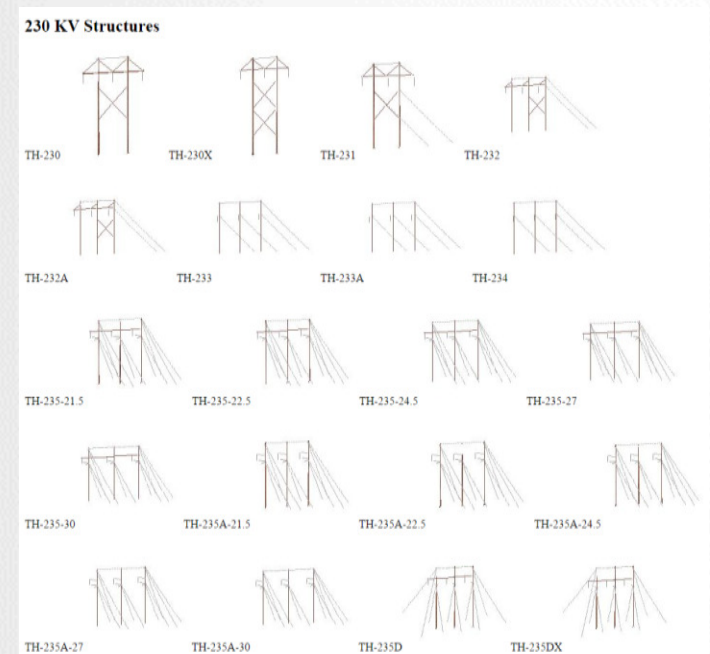 230 KV Structures
TH-230 TH-230X TH-231 TH-232
TH-232A TH-233 TH-233A TH-234
TH-235-21.5 TH-235-22.5 TH-235-24.5 TH-235-27
TH-235-30 TH-235A-21.5 TH-235A-22.5 TH-235A-24.5
TH-235A-27 TH-235A-30 TH-235D TH-235DX